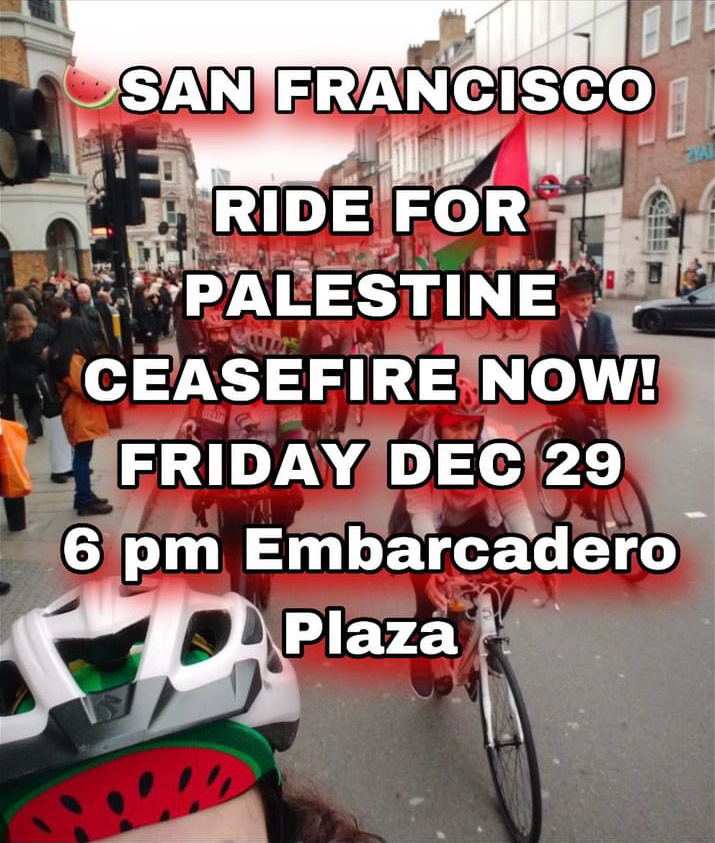 🍉SAN FRANCISCO
RIDE FOR
PALESTINE
CEASEFIRE NOW!
FRIDAY DEC 29
6 pm Embarcadero
Plaza